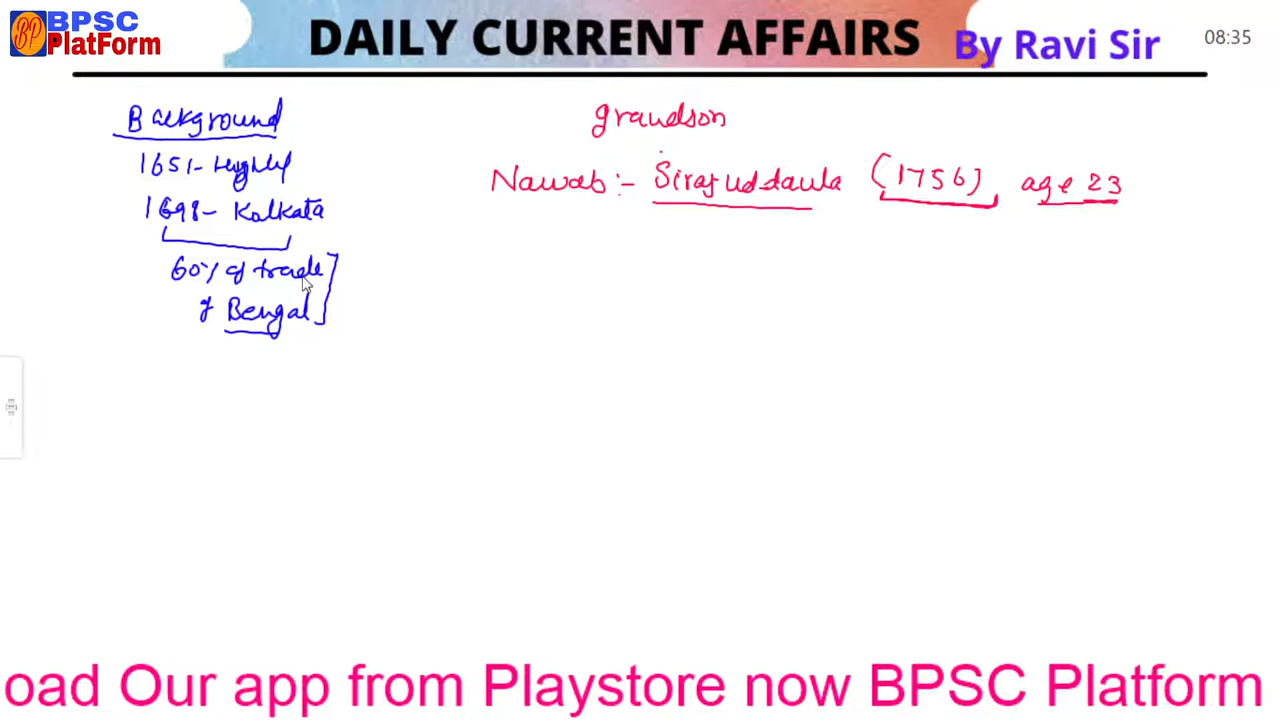 BP
BPSC
PlatForm
DAILY CURRENT AFFAIRS
By Ravi Sir
08:35
Background
1651- Hughly
1698- Kolkata
60% of trade
of Bengal
grandson
Nawab:- Sirajuddaula (1756) age 23
oad Our app from Playstore now BPSC Platform